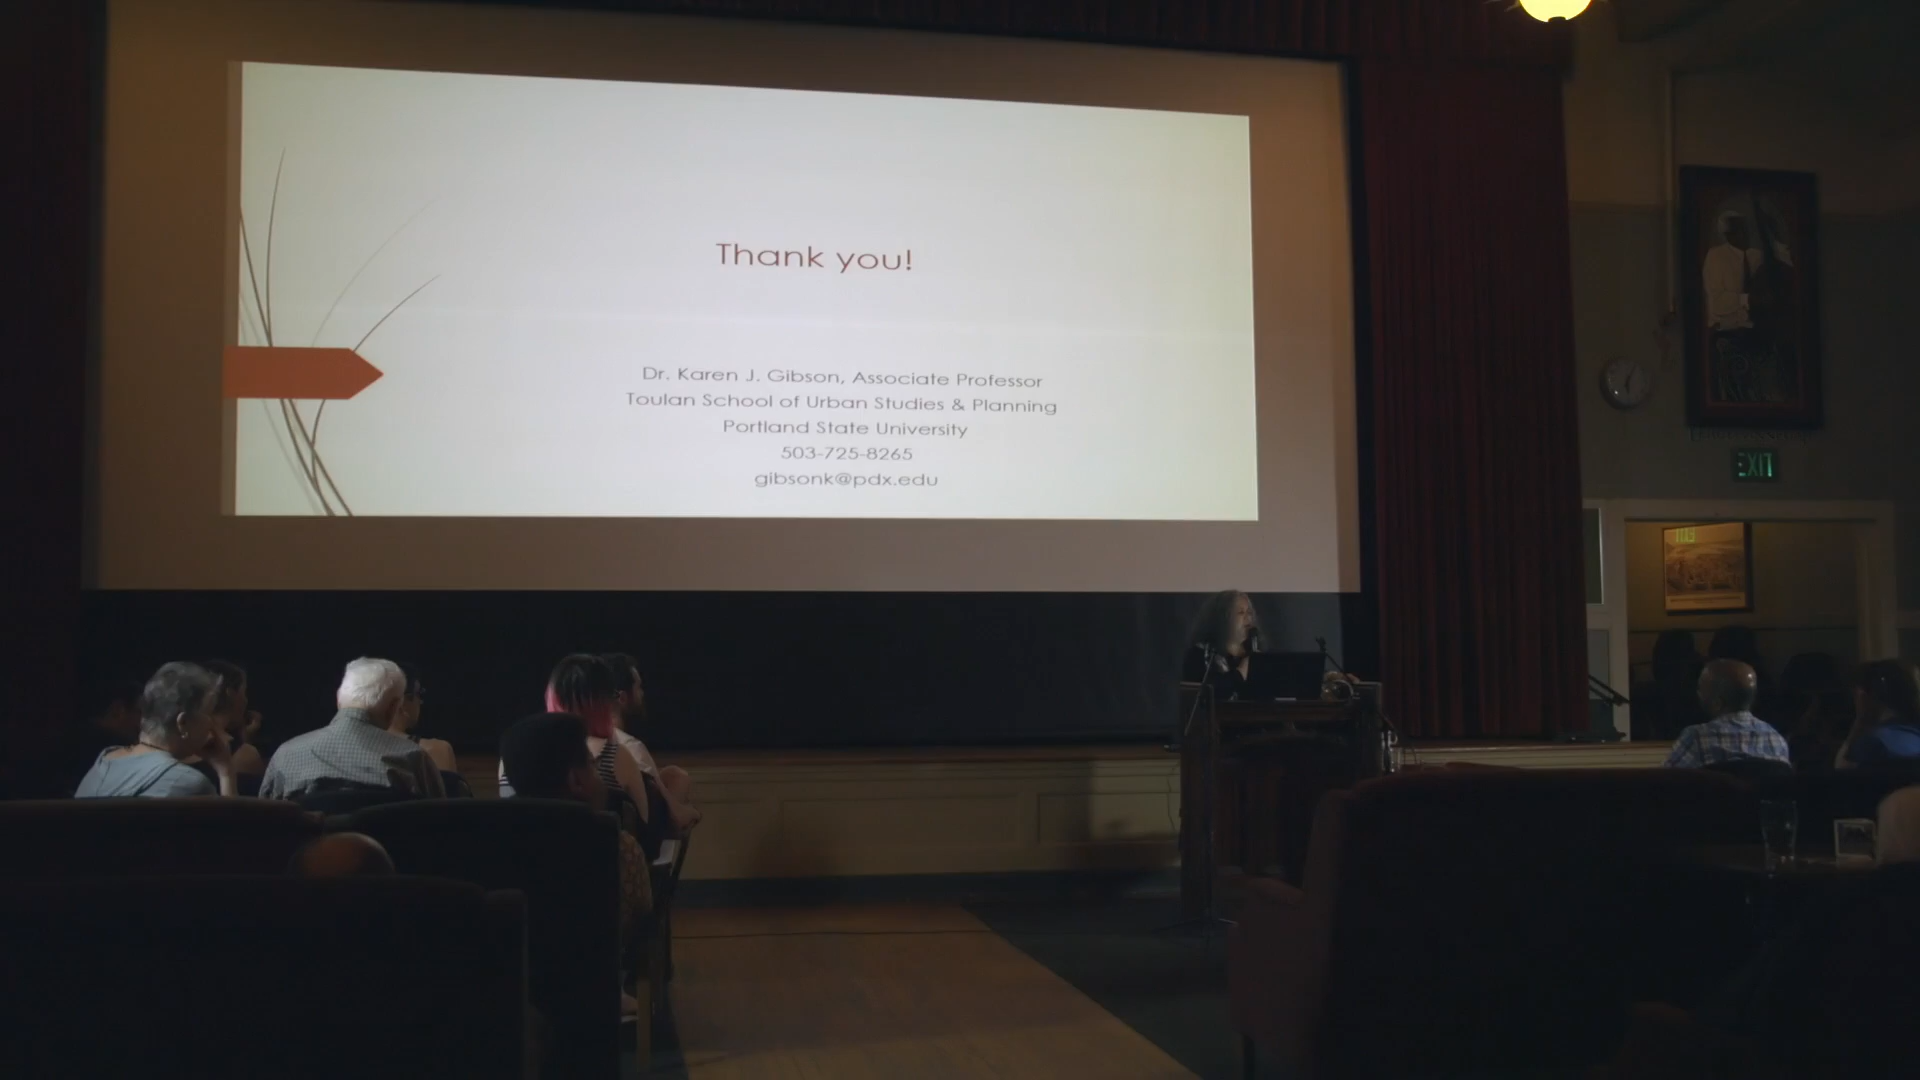 Thank you!
Dr. Karen J. Gibson, Associate Professor
Toulan School of Urban Studies & Planning
Portland State University
503-725-8265
gibsonk@pdx.edu
EXIT